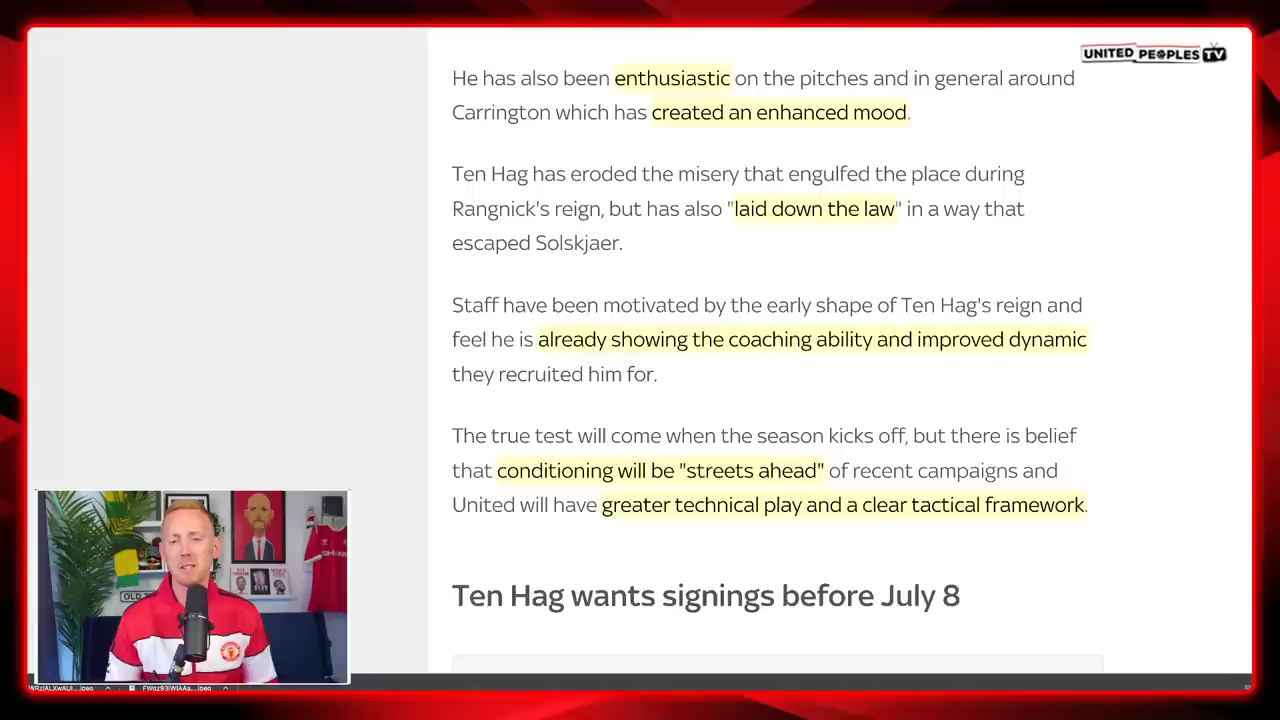 UNITED PEOPLES TV
He has also been enthusiastic on the pitches and in general around
Carrington which has created an enhanced mood.
Ten Hag has eroded the misery that engulfed the place during
Rangnick's reign, but has also "laid down the law" in a way that
escaped Solskjaer.
Staff have been motivated by the early shape of Ten Hag's reign and
feel he is already showing the coaching ability and improved dynamic
they recruited him for.
The true test will come when the season kicks off, but there is belief
that conditioning will be "streets ahead" of recent campaigns and
United will have greater technical play and a clear tactical framework.
Ten Hag wants signings before July 8
OLD T